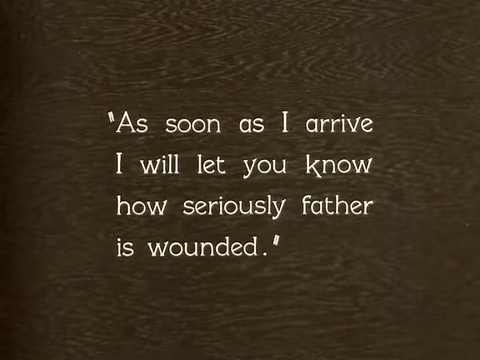 "As soon as I arrive
I will let you know
how seriously father
is wounded."